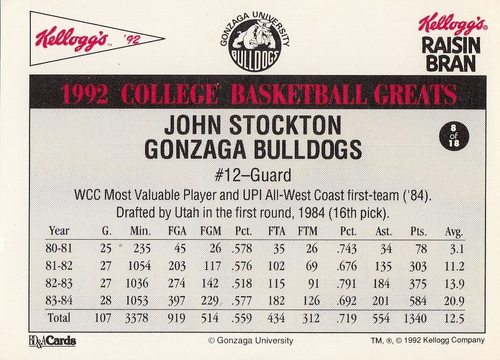 Kellogg's™ '92
GONZAGA UNIVERSITY
BULLDOGS
Kellogg's®
RAISIN
BRAN
1992 COLLEGE BASKETBALL GREATS
JOHN STOCKTON
GONZAGA BULLDOGS
8 of 18
#12–Guard
WCC Most Valuable Player and UPI All-West Coast first-team ('84).
Drafted by Utah in the first round, 1984 (16th pick).
Year G. Min. FGA FGM Pct. FTA FTM Pct. Ast. Pts. Avg.
80-81 25 235 45 26 .578 35 26 .743 34 78 3.1
81-82 27 1054 203 117 .576 102 69 .676 135 303 11.2
82-83 27 1036 274 142 .518 115 91 .791 184 375 13.9
83-84 28 1053 397 229 .577 182 126 .692 201 584 20.9
Total 107 3378 919 514 .559 434 312 .719 554 1340 12.5
Cards © Gonzaga University TM, ®, © 1992 Kellogg Company